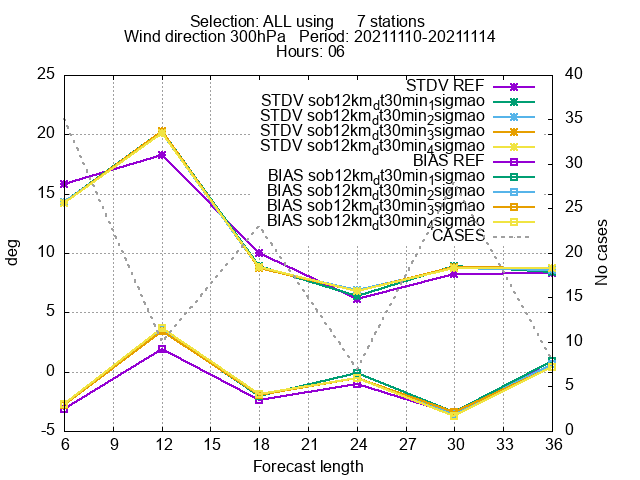 Selection: ALL using 7 stations
Wind direction 300hPa Period: 20211110-20211114
Hours: 06
25
20
15
10
5
0
-5
deg
40
35
30
25
20
15
10
5
0
No cases
STDV REF
STDV sob12km_dt30min_1sigmao
STDV sob12km_dt30min_2sigmao
STDV sob12km_dt30min_3sigmao
STDV sob12km_dt30min_4sigmao
BIAS REF
BIAS sob12km_dt30min_1sigmao
BIAS sob12km_dt30min_2sigmao
BIAS sob12km_dt30min_3sigmao
BIAS sob12km_dt30min_4sigmao
CASES
6 9 12 15 18 21 24 27 30 33 36
Forecast length